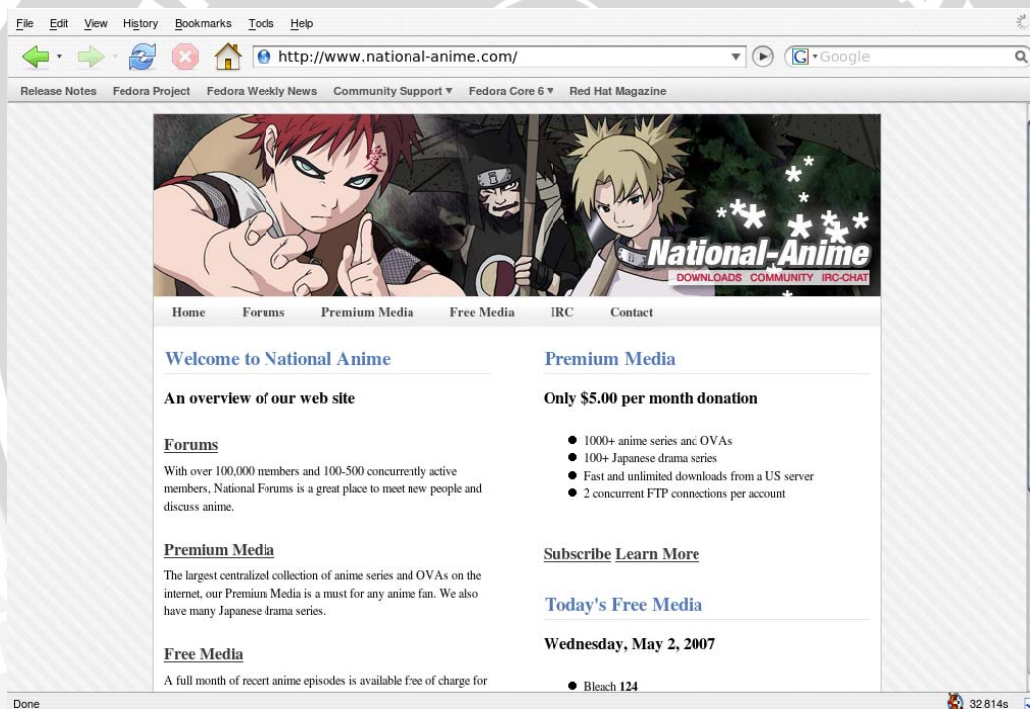 File Edit View History Bookmarks Tools Help
http://www.national-anime.com/
G Google
Release Notes Fedora Project Fedora Weekly News Community Support Fedora Core 6 Red Hat Magazine
愛
National-Anime
DOWNLOADS COMMUNITY IRC-CHAT
Home Forums Premium Media Free Media IRC Contact
Welcome to National Anime
An overview of our web site
Forums
With over 100,000 members and 100-500 concurrently active
members, National Forums is a great place to meet new people and
discuss anime.
Premium Media
The largest centralized collection of anime series and OVAs on the
internet, our Premium Media is a must for any anime fan. We also
have many Japanese drama series.
Free Media
A full month of recent anime episodes is available free of charge for
Premium Media
Only $5.00 per month donation
1000+ anime series and OVAs
100+ Japanese drama series
Fast and unlimited downloads from a US server
2 concurrent FTP connections per account
Subscribe Learn More
Today's Free Media
Wednesday, May 2, 2007
Bleach 124
Done
32.814s